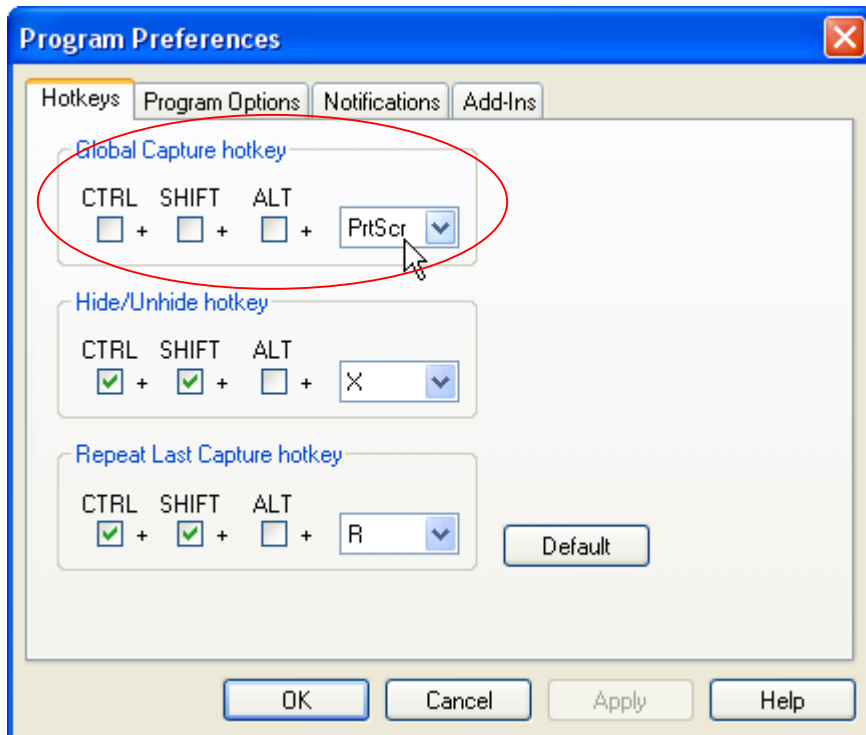 Program Preferences
Hotkeys Program Options Notifications Add-Ins
Global Capture hotkey
CTRL SHIFT ALT
+ + + PrtScr
Hide/Unhide hotkey
CTRL SHIFT ALT
+ + + X
Repeat Last Capture hotkey
CTRL SHIFT ALT
+ + + R
Default
OK Cancel Apply Help